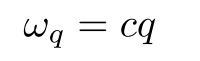 ω_q = cq